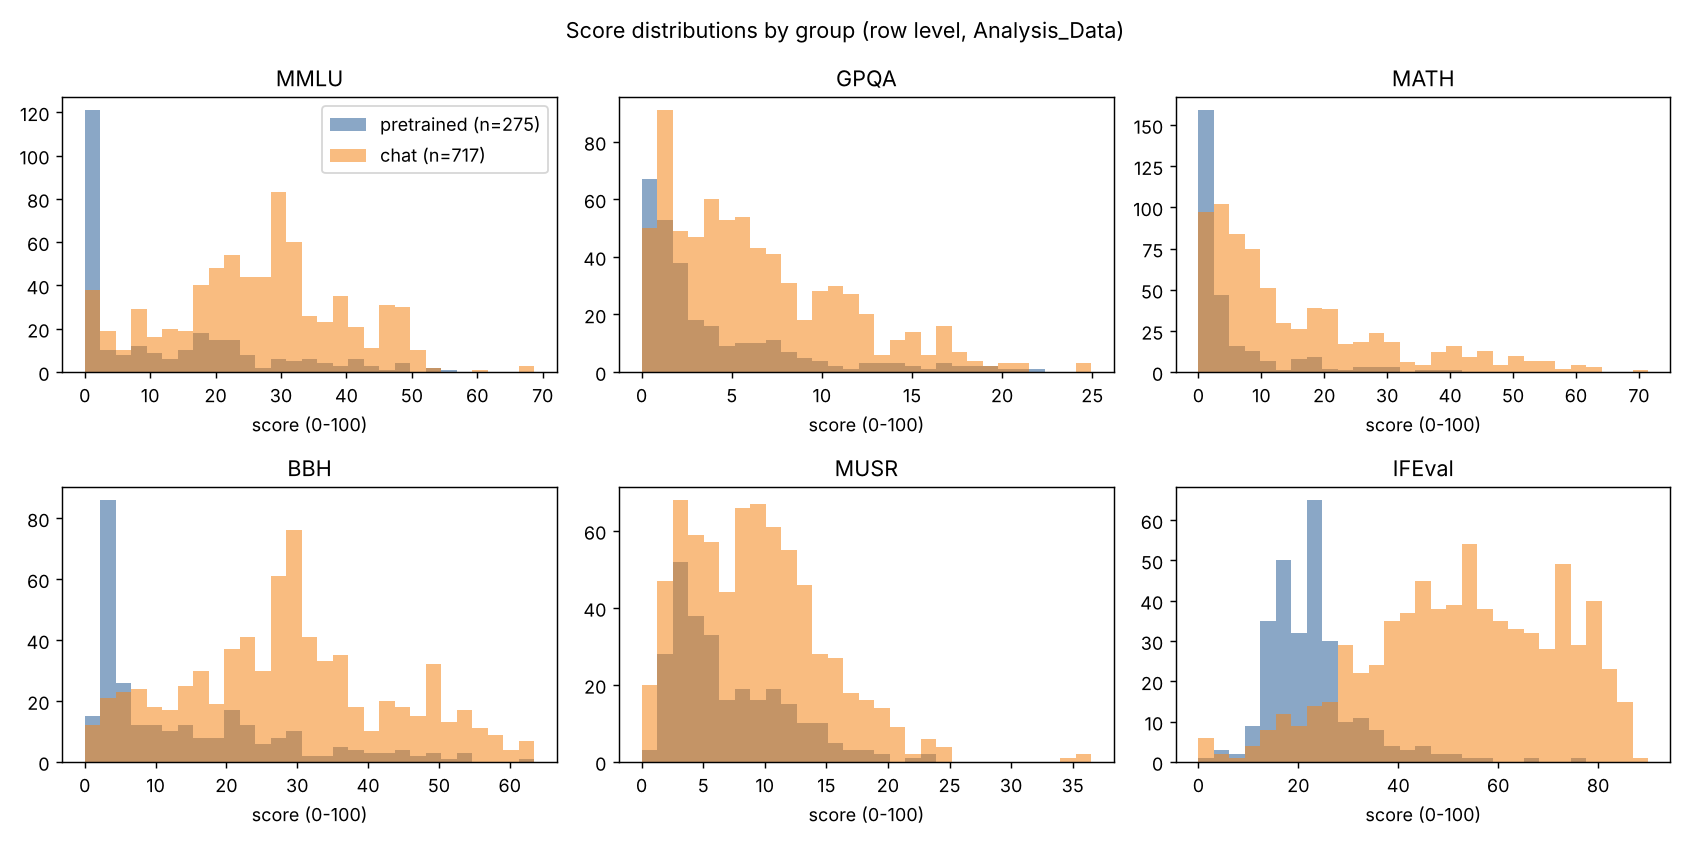 Score distributions by group (row level, Analysis_Data)
MMLU
120
100
80
60
40
20
0
pretrained (n=275)
chat (n=717)
0 10 20 30 40 50 60 70
score (0-100)
GPQA
80
60
40
20
0
0 5 10 15 20 25
score (0-100)
MATH
150
125
100
75
50
25
0
0 10 20 30 40 50 60 70
score (0-100)
BBH
80
60
40
20
0
0 10 20 30 40 50 60
score (0-100)
MUSR
60
40
20
0
0 5 10 15 20 25 30 35
score (0-100)
IFEval
60
50
40
30
20
10
0
0 20 40 60 80
score (0-100)